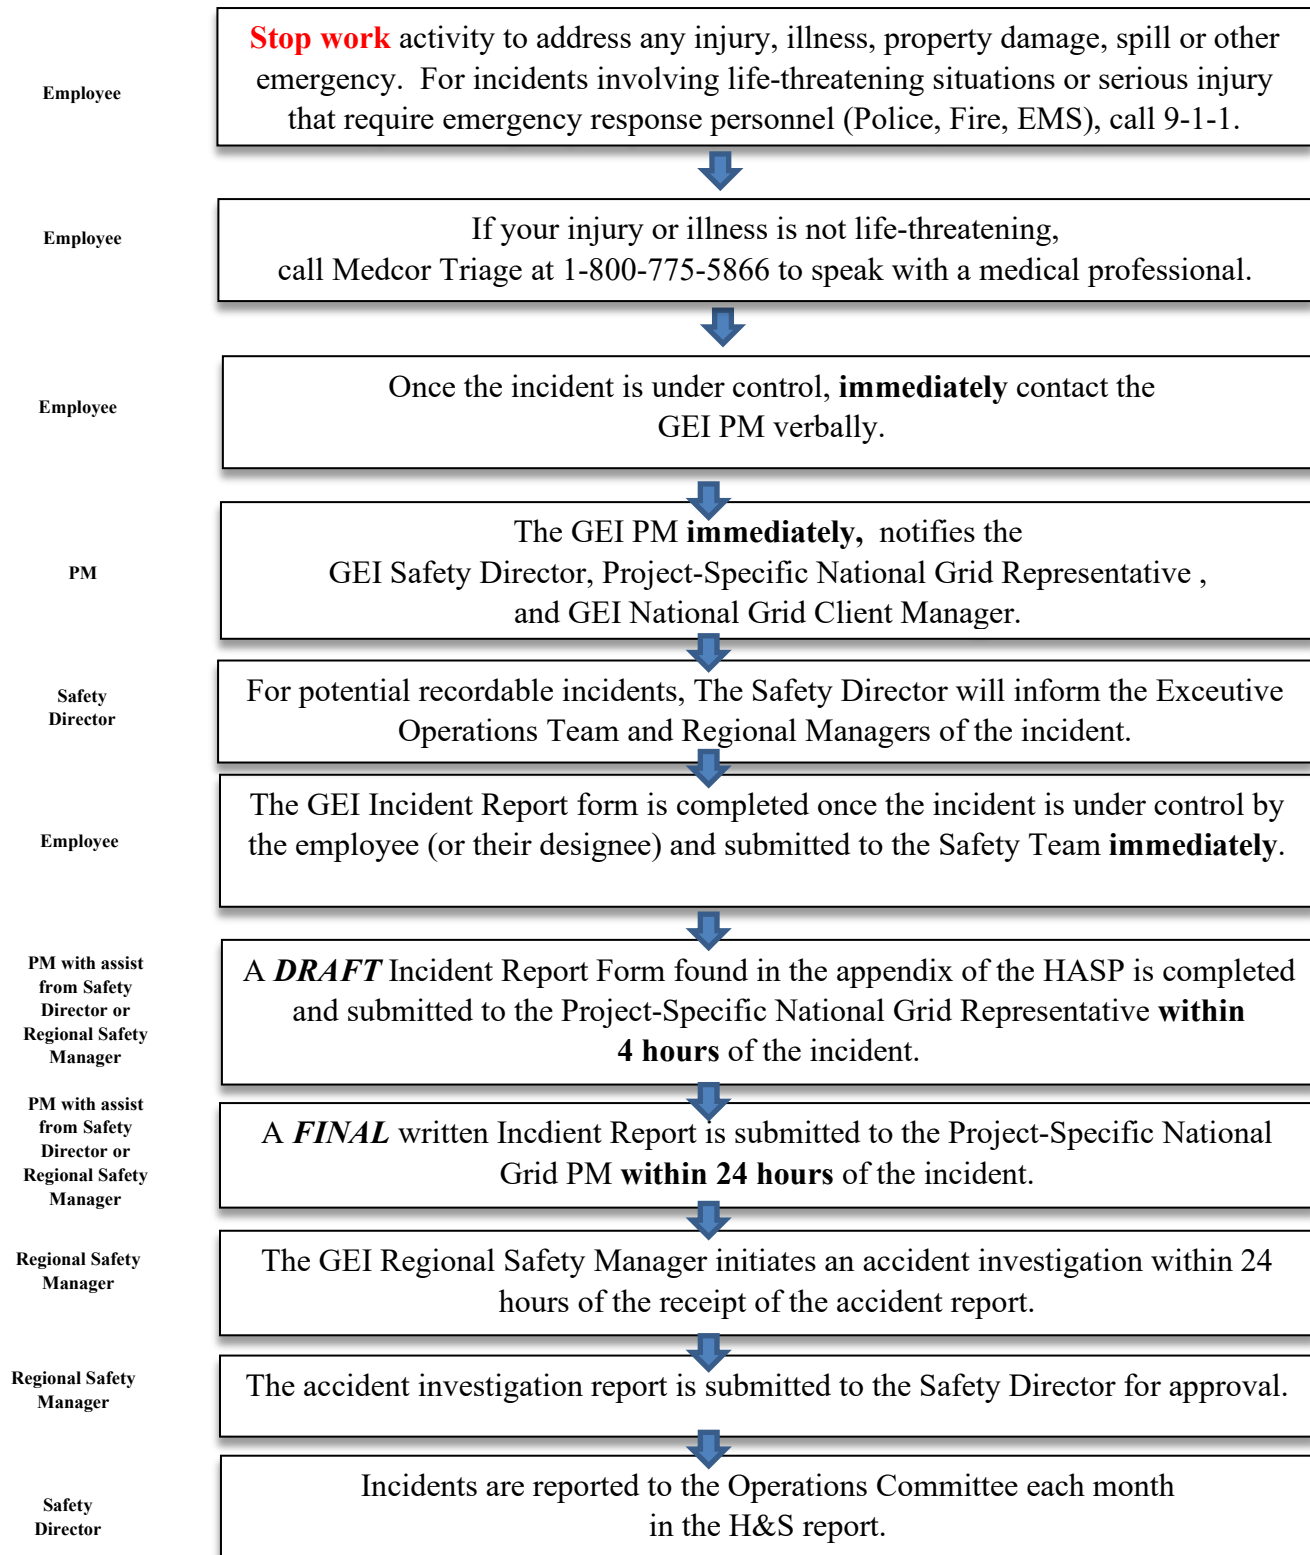 Employee
Stop work activity to address any injury, illness, property damage, spill or other
emergency. For incidents involving life-threatening situations or serious injury
that require emergency response personnel (Police, Fire, EMS), call 9-1-1.
Employee
If your injury or illness is not life-threatening,
call Medcor Triage at 1-800-775-5866 to speak with a medical professional.
Employee
Once the incident is under control, immediately contact the
GEI PM verbally.
PM
The GEI PM immediately, notifies the
GEI Safety Director, Project-Specific National Grid Representative ,
and GEI National Grid Client Manager.
Safety
Director
For potential recordable incidents, The Safety Director will inform the Exceutive
Operations Team and Regional Managers of the incident.
Employee
The GEI Incident Report form is completed once the incident is under control by
the employee (or their designee) and submitted to the Safety Team immediately.
PM with assist
from Safety
Director or
Regional Safety
Manager
A DRAFT Incident Report Form found in the appendix of the HASP is completed
and submitted to the Project-Specific National Grid Representative within
4 hours of the incident.
PM with assist
from Safety
Director or
Regional Safety
Manager
A FINAL written Incdient Report is submitted to the Project-Specific National
Grid PM within 24 hours of the incident.
Regional Safety
Manager
The GEI Regional Safety Manager initiates an accident investigation within 24
hours of the receipt of the accident report.
Regional Safety
Manager
The accident investigation report is submitted to the Safety Director for approval.
Safety
Director
Incidents are reported to the Operations Committee each month
in the H&S report.